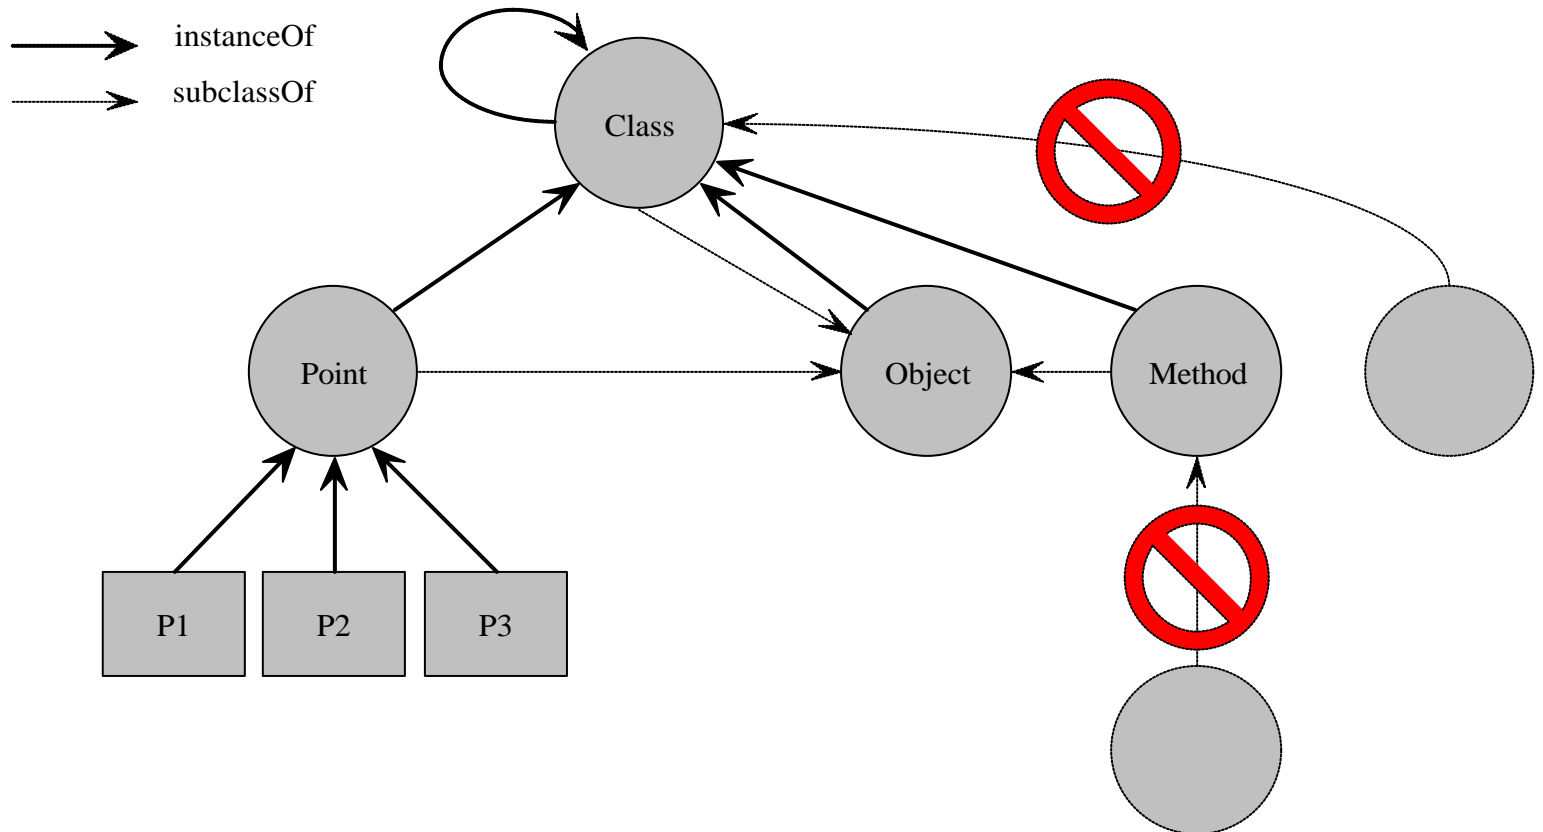 instanceOf
subclassOf
Class
Point
Object
Method
P1
P2
P3